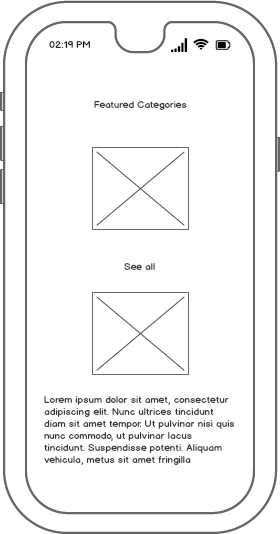 02:19 PM
Featured Categories
See all
Lorem ipsum dolor sit amet, consectetur
adipiscing elit. Nunc ultrices tincidunt
diam sit amet tempor. Ut pulvinar nisi quis
nunc commodo, ut pulvinar lacus
tincidunt. Suspendisse potenti. Aliquam
vehicula, metus sit amet fringilla